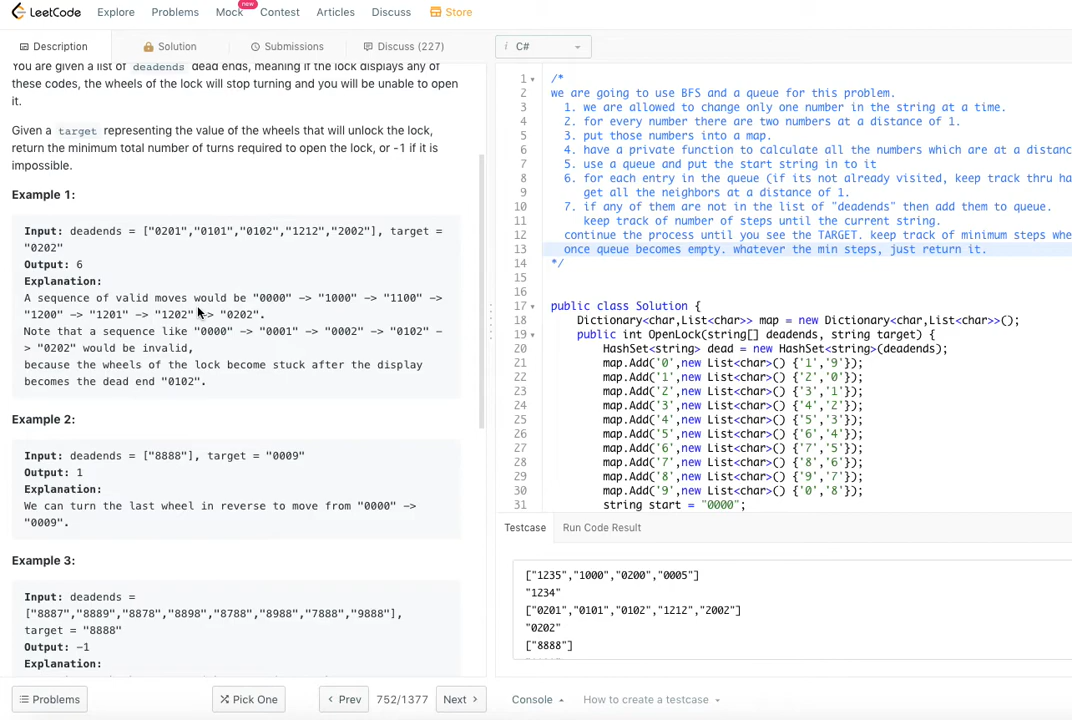 LeetCode Explore Problems Mock new Contest Articles Discuss Store
Description Solution Submissions Discuss (227)
i C#
You are given a list of deadends dead ends, meaning if the lock displays any of
these codes, the wheels of the lock will stop turning and you will be unable to open
it.
Given a target representing the value of the wheels that will unlock the lock,
return the minimum total number of turns required to open the lock, or -1 if it is
impossible.
Example 1:
Input: deadends = ["0201","0101","0102","1212","2002"], target =
"0202"
Output: 6
Explanation:
A sequence of valid moves would be "0000" -> "1000" -> "1100" ->
"1200" -> "1201" -> "1202" -> "0202".
Note that a sequence like "0000" -> "0001" -> "0002" -> "0102" -
> "0202" would be invalid,
because the wheels of the lock become stuck after the display
becomes the dead end "0102".
Example 2:
Input: deadends = ["8888"], target = "0009"
Output: 1
Explanation:
We can turn the last wheel in reverse to move from "0000" ->
"0009".
Example 3:
Input: deadends =
["8887","8889","8878","8898","8788","8988","7888","9888"],
target = "8888"
Output: -1
Explanation:
1 /*
2 we are going to use BFS and a queue for this problem.
3 1. we are allowed to change only one number in the string at a time.
4 2. for every number there are two numbers at a distance of 1.
5 3. put those numbers into a map.
6 4. have a private function to calculate all the numbers which are at a distanc
7 5. use a queue and put the start string in to it
8 6. for each entry in the queue (if its not already visited, keep track thru ha
9 get all the neighbors at a distance of 1.
10 7. if any of them are not in the list of "deadends" then add them to queue.
11 keep track of number of steps until the current string.
12 continue the process until you see the TARGET. keep track of minimum steps whe
13 once queue becomes empty. whatever the min steps, just return it.
14 */
15
16
17 public class Solution {
18 Dictionary<char,List<char>> map = new Dictionary<char,List<char>>();
19 public int OpenLock(string[] deadends, string target) {
20 HashSet<string> dead = new HashSet<string>(deadends);
21 map.Add('0',new List<char>() {'1','9'});
22 map.Add('1',new List<char>() {'2','0'});
23 map.Add('2',new List<char>() {'3','1'});
24 map.Add('3',new List<char>() {'4','2'});
25 map.Add('4',new List<char>() {'5','3'});
26 map.Add('5',new List<char>() {'6','4'});
27 map.Add('6',new List<char>() {'7','5'});
28 map.Add('7',new List<char>() {'8','6'});
29 map.Add('8',new List<char>() {'9','7'});
30 map.Add('9',new List<char>() {'0','8'});
31 string start = "0000";
Testcase Run Code Result
["1235","1000","0200","0005"]
"1234"
["0201","0101","0102","1212","2002"]
"0202"
["8888"]
Problems Pick One Prev 752/1377 Next Console How to create a testcase